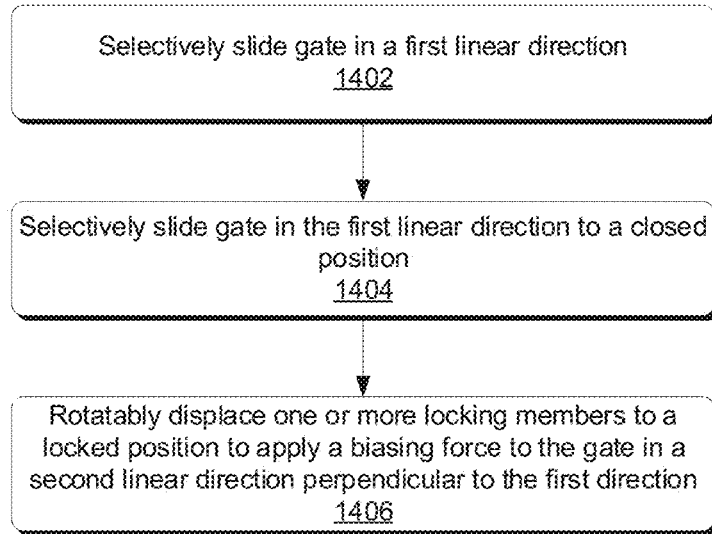 Selectively slide gate in a first linear direction
1402
Selectively slide gate in the first linear direction to a closed
position
1404
Rotatably displace one or more locking members to a
locked position to apply a biasing force to the gate in a
second linear direction perpendicular to the first direction
1406